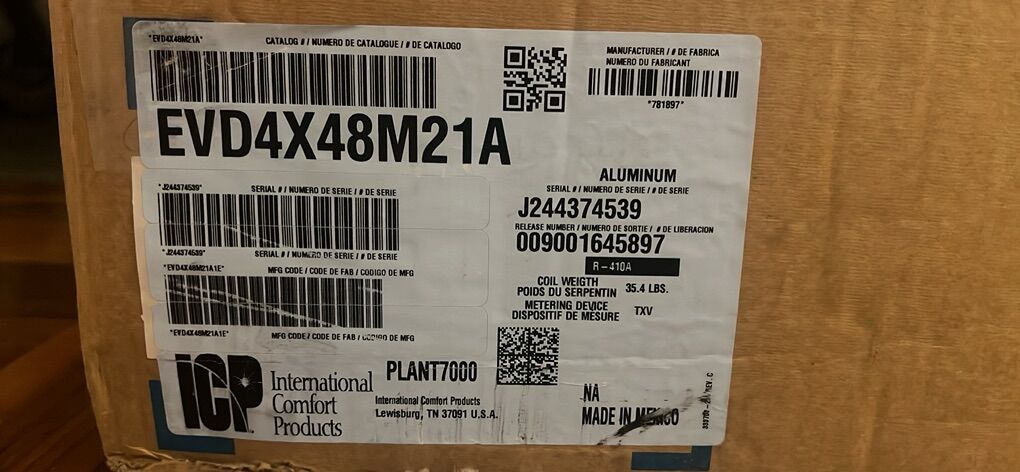 *EVD4X48M21A*
CATALOG # / NUMERO DE CATALOGUE / # DE CATALOGO
MANUFACTURER / # DE FABRICA
NUMERO DU FABRICANT
*781897*
EVD4X48M21A
ALUMINUM
*J244374539*
SERIAL # / NUMERO DE SERIE / # DE SERIE
SERIAL # / NUMERO DE SERIE / # DE SERIE
J244374539
RELEASE NUMBER / NUMERO DE SORTIE / # DE LIBERACION
009001645897
*J244374539*
SERIAL # / NUMERO DE SERIE / # DE SERIE
R-410A
*EVD4X48M21A1E*
MFG CODE / CODE DE FAB / CODIGO DE MFG
COIL WEIGTH
POIDS DU SERPENTIN
35.4 LBS.
METERING DEVICE
DISPOSITIF DE MESURE
TXV
*EVD4X48M21A1E*
MFG CODE / CODE DE FAB / CODIGO DE MFG
ICP
International
Comfort
Products
PLANT7000
International Comfort Products
Lewisburg, TN 37091 U.S.A.
NA
MADE IN MEXICO
REV. C